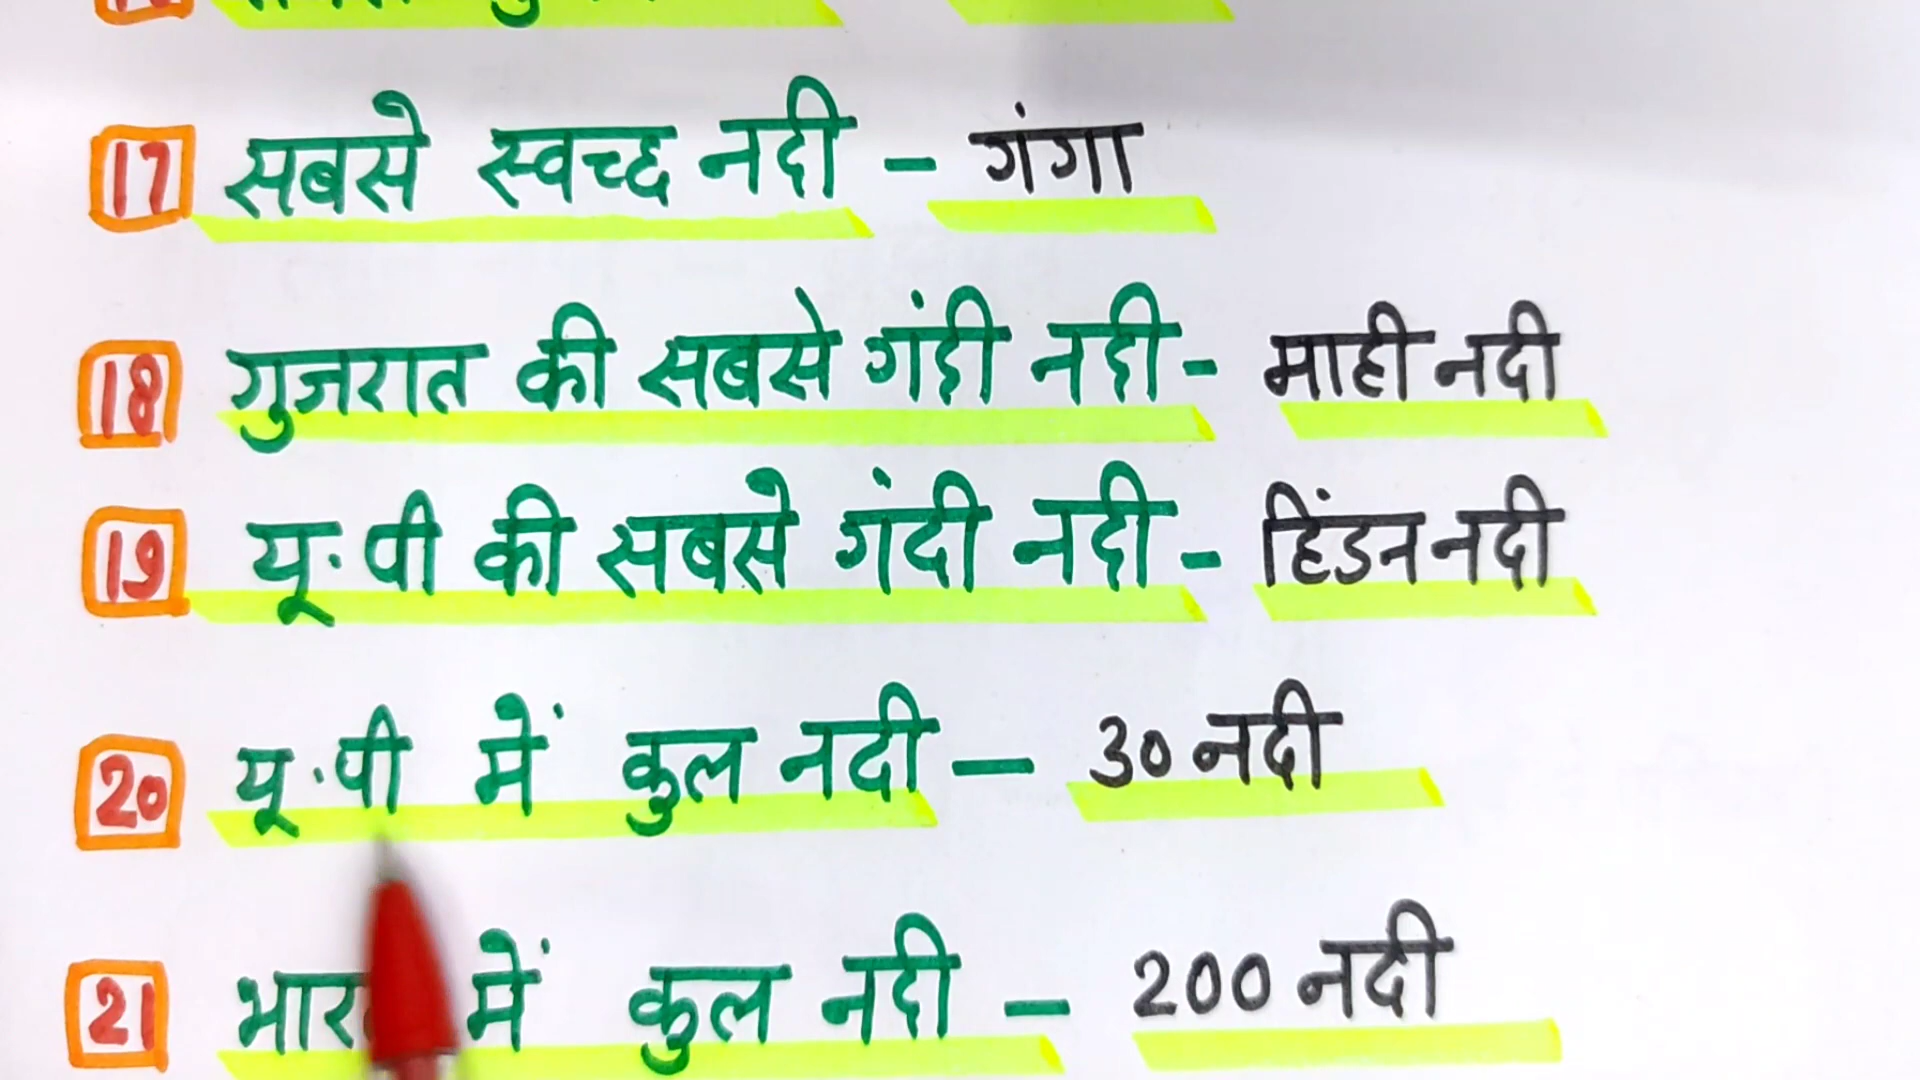 17 सबसे स्वच्छ नदी - गंगा
18 गुजरात की सबसे गंदी नदी - माही नदी
19 यू.पी की सबसे गंदी नदी - हिंडन नदी
20 यू.पी में कुल नदी - 30 नदी
21 में कुल नदी - 200 नदी